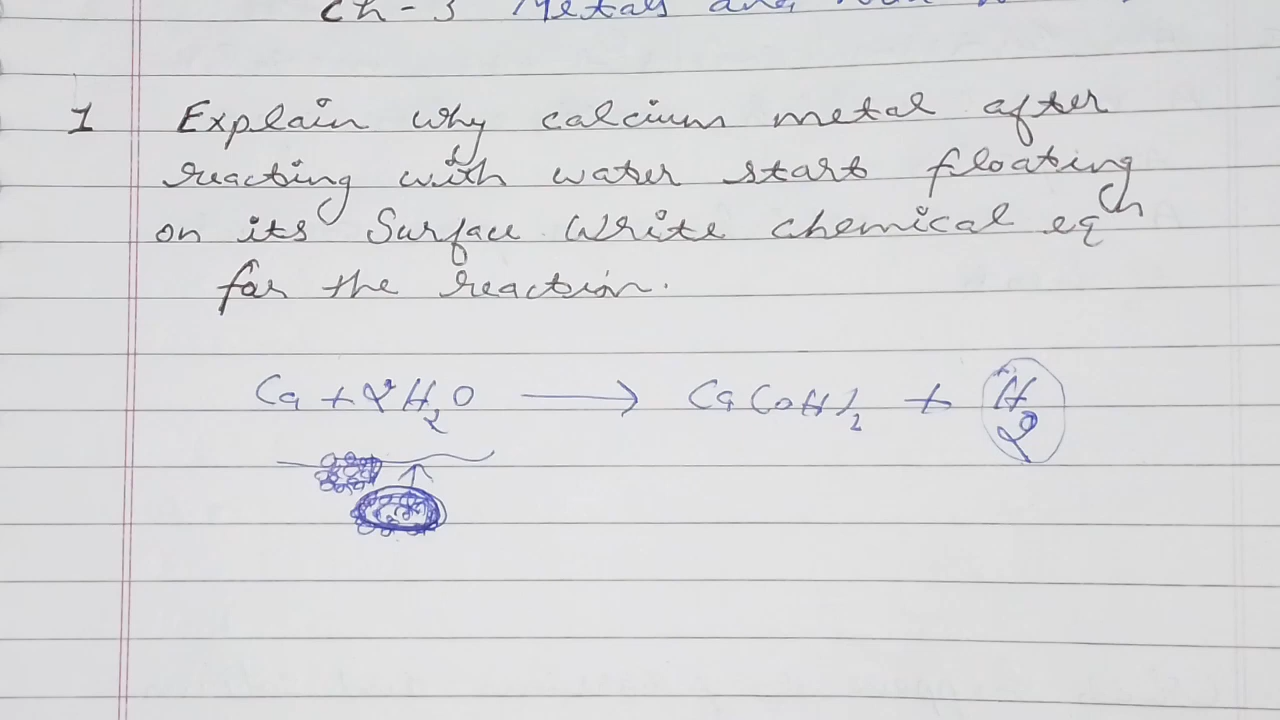 Ch - 3 Metals and Non
1 Explain why calcium metal after
reacting with water start floating
on its Surface. Write chemical eqn
for the reaction.
Ca + 2H₂O ⟶ Ca(OH)₂ + H₂